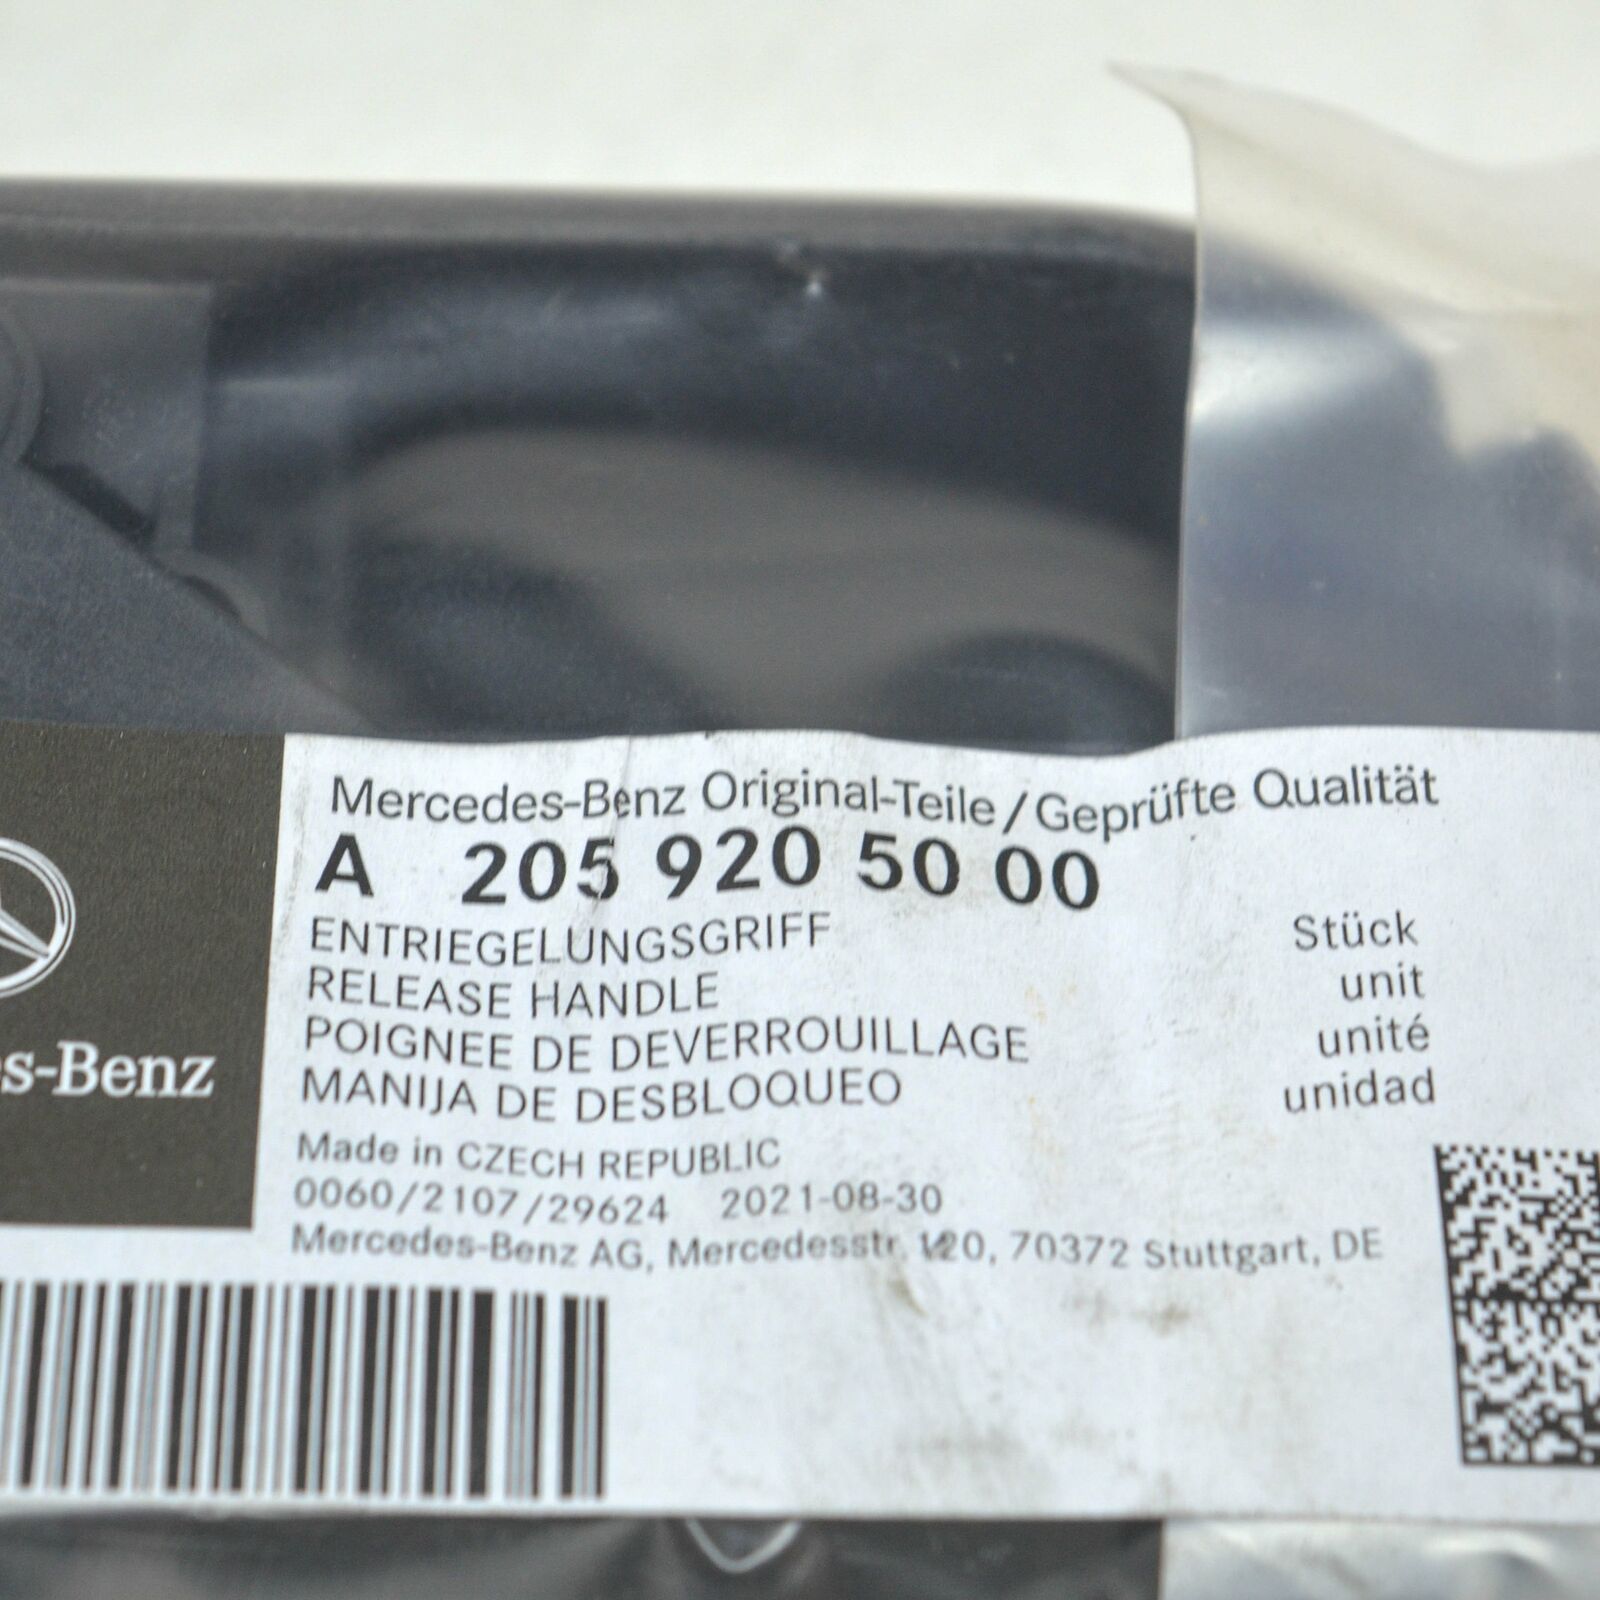 Mercedes-Benz Original-Teile / Geprüfte Qualität
A 205 920 50 00
ENTRIEGELUNGSGRIFF Stück
RELEASE HANDLE unit
POIGNEE DE DEVERROUILLAGE unité
MANIJA DE DESBLOQUEO unidad
es-Benz
Made in CZECH REPUBLIC
0060/2107/29624 2021-08-30
Mercedes-Benz AG, Mercedesstr. 120, 70372 Stuttgart, DE